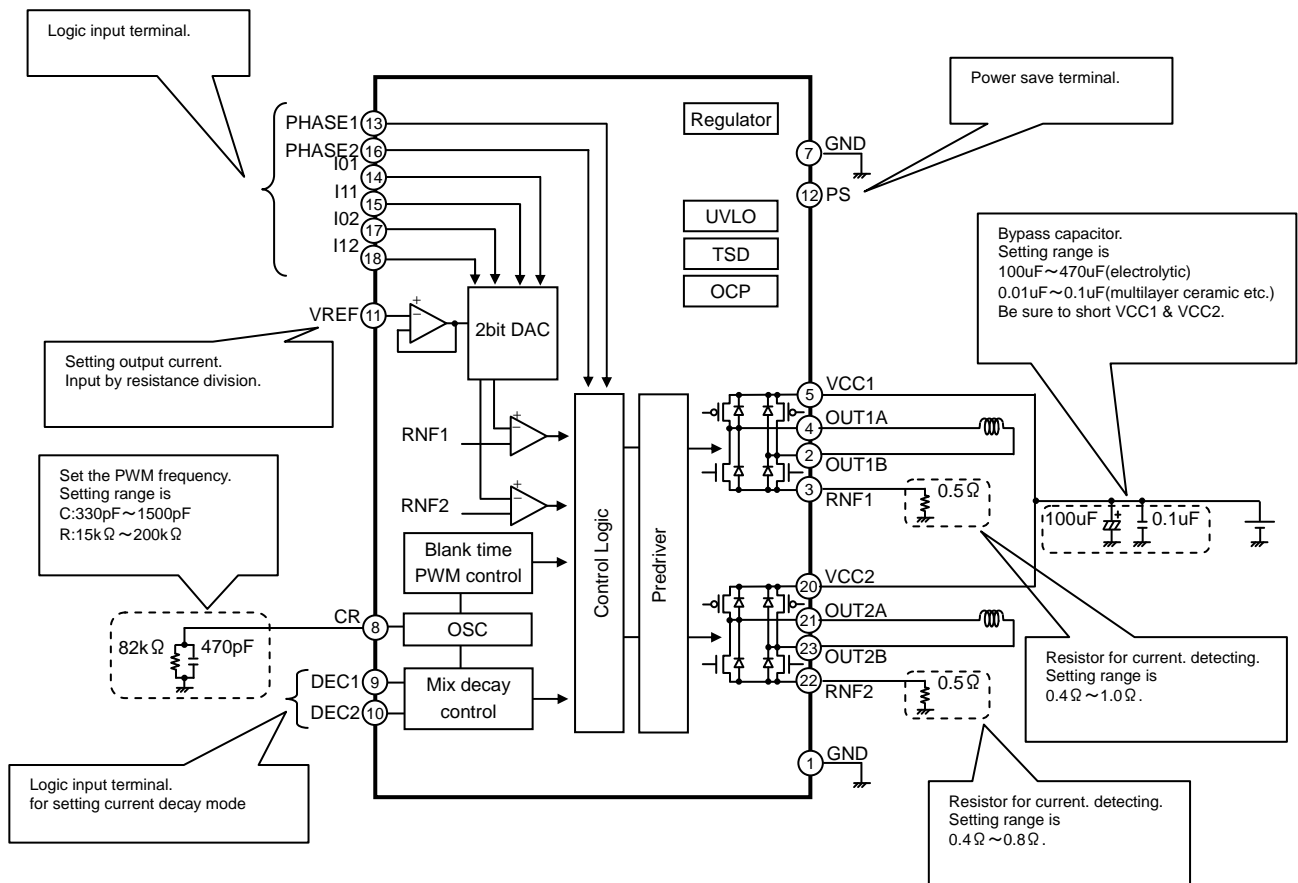 Logic input terminal.
Power save terminal.
PHASE1 13
PHASE2 16
I01 14
I11 15
I02 17
I12 18
VREF 11
+
−
2bit DAC
Regulator
UVLO
TSD
OCP
7 GND
12 PS
Bypass capacitor.
Setting range is
100uF～470uF(electrolytic)
0.01uF～0.1uF(multilayer ceramic etc.)
Be sure to short VCC1 & VCC2.
Setting output current.
Input by resistance division.
RNF1
+
−
RNF2
+
−
Set the PWM frequency.
Setting range is
C:330pF～1500pF
R:15kΩ～200kΩ
Blank time
PWM control
OSC
Mix decay
control
Control Logic
Predriver
5 VCC1
4 OUT1A
2 OUT1B
3 RNF1
0.5Ω
100uF
+
0.1uF
20 VCC2
21 OUT2A
23 OUT2B
22 RNF2
0.5Ω
1 GND
CR 8
82kΩ
470pF
DEC1 9
DEC2 10
Logic input terminal.
for setting current decay mode
Resistor for current. detecting.
Setting range is
0.4Ω～1.0Ω.
Resistor for current. detecting.
Setting range is
0.4Ω～0.8Ω.